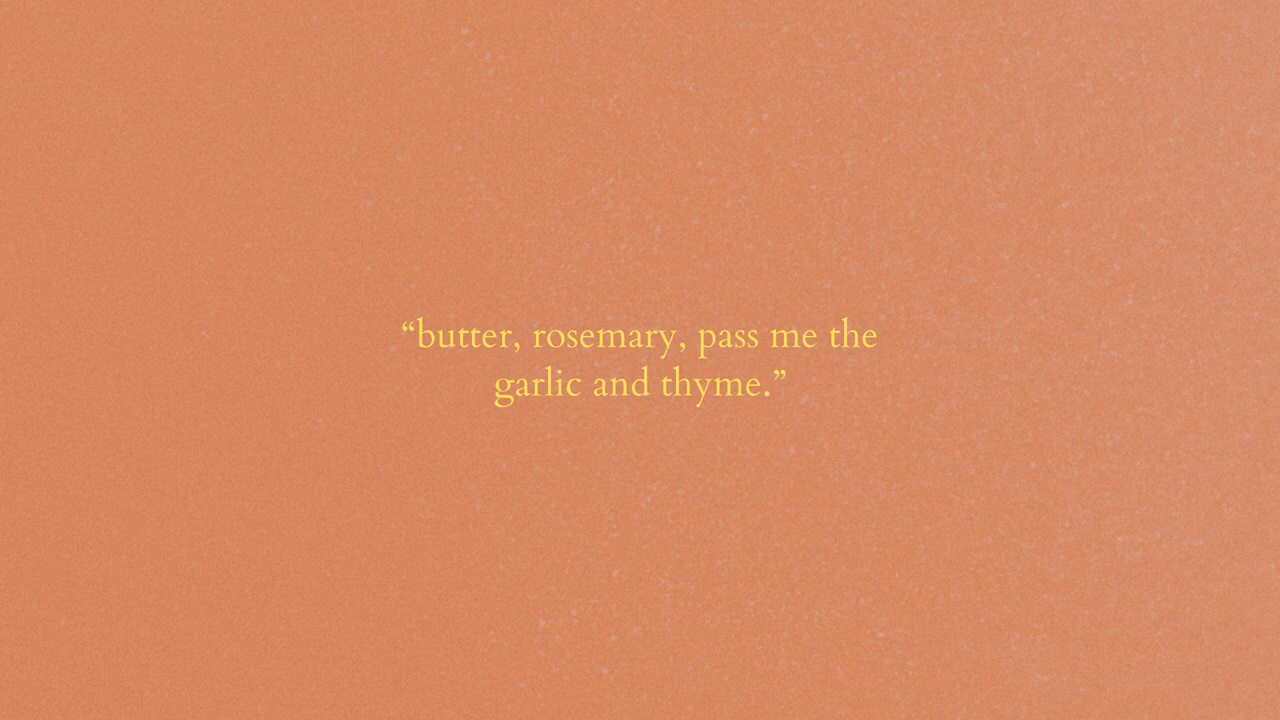 “butter, rosemary, pass me the
garlic and thyme.”